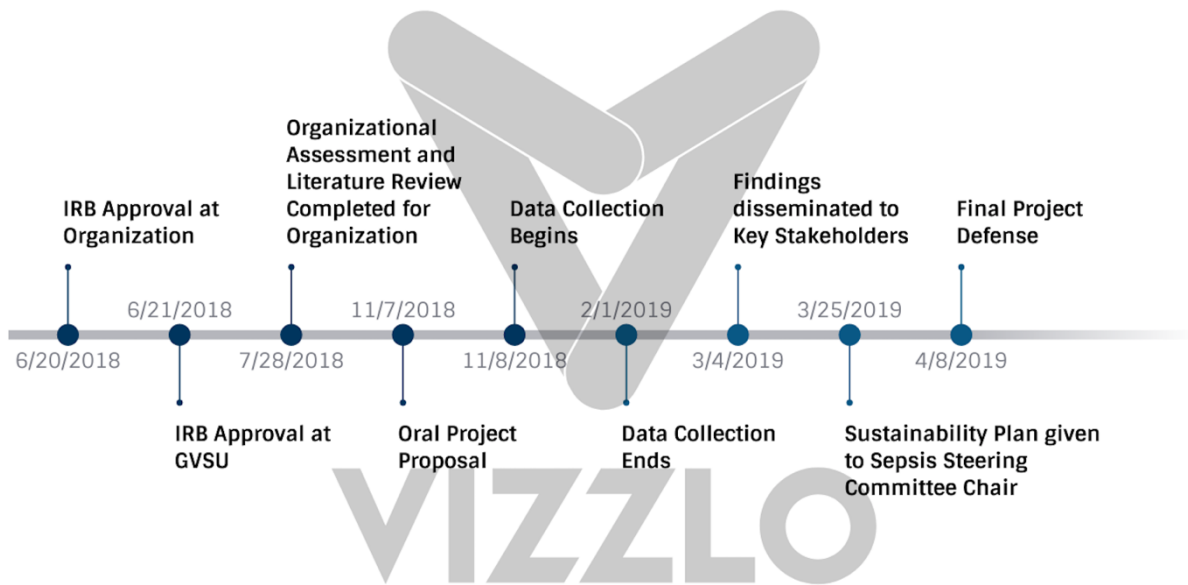 Organizational
Assessment and
Literature Review
Completed for
Organization
IRB Approval at
Organization
Data Collection
Begins
Findings
disseminated to
Key Stakeholders
Final Project
Defense
6/21/2018
11/7/2018
2/1/2019
3/25/2019
6/20/2018
7/28/2018
11/8/2018
3/4/2019
4/8/2019
IRB Approval at
GVSU
Oral Project
Proposal
Data Collection
Ends
Sustainability Plan given
to Sepsis Steering
Committee Chair
VIZZLO